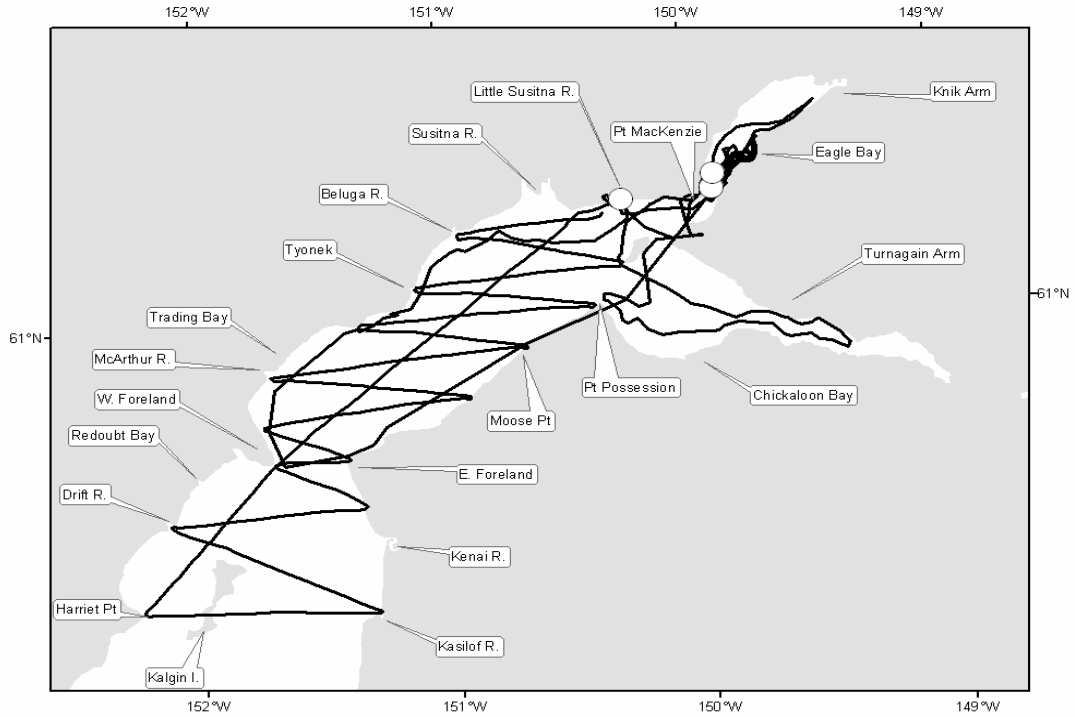 152°W 151°W 150°W 149°W
Little Susitna R.
Knik Arm
Pt MacKenzie
Susitna R.
Eagle Bay
Beluga R.
Tyonek
Turnagain Arm
61°N
Trading Bay
61°N
McArthur R.
Pt Possession
Chickaloon Bay
W. Foreland
Moose Pt
Redoubt Bay
E. Foreland
Drift R.
Kenai R.
Harriet Pt
Kasilof R.
Kalgin I.
152°W 151°W 150°W 149°W